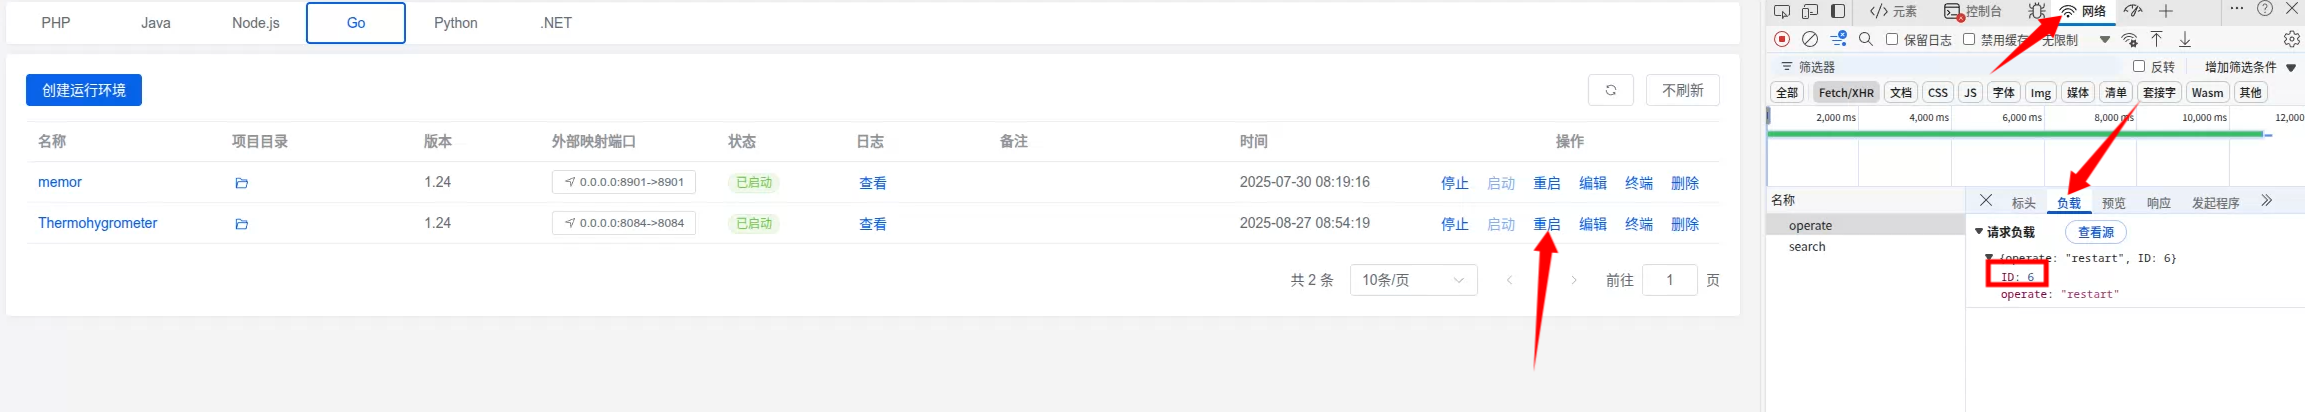 PHP Java Node.js Go Python .NET
创建运行环境 不刷新
名称 项目目录 版本 外部映射端口 状态 日志 备注 时间 操作
memor 1.24 0.0.0.0:8901->8901 已启动 查看 2025-07-30 08:19:16 停止 启动 重启 编辑 终端 删除
Thermohygrometer 1.24 0.0.0.0:8084->8084 已启动 查看 2025-08-27 08:54:19 停止 启动 重启 编辑 终端 删除
共 2 条 10条/页 前往 1 页
元素 控制台 网络
保留日志 禁用缓存 无限制
筛选器 反转 增加筛选条件
全部 Fetch/XHR 文档 CSS JS 字体 Img 媒体 清单 套接字 Wasm 其他
2,000 ms 4,000 ms 6,000 ms 8,000 ms 10,000 ms 12,000
名称
operate
search
标头 负载 预览 响应 发起程序
请求负载 查看源
{operate: "restart", ID: 6}
ID: 6
operate: "restart"